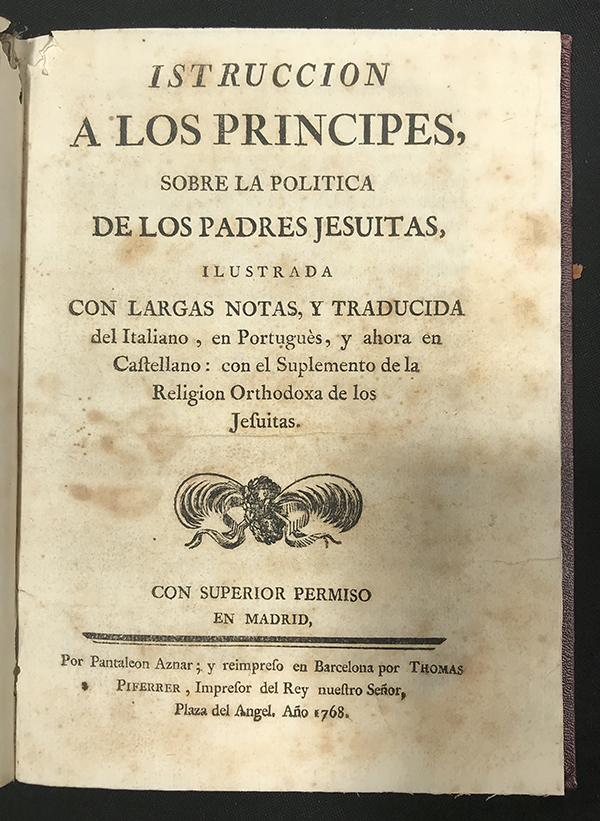 ISTRUCCION
A LOS PRINCIPES,
SOBRE LA POLITICA
DE LOS PADRES JESUITAS,
ILUSTRADA
CON LARGAS NOTAS, Y TRADUCIDA
del Italiano, en Portuguès, y ahora en
Caſtellano: con el Suplemento de la
Religion Orthodoxa de los
Jeſuitas.
CON SUPERIOR PERMISO
EN MADRID,
Por Pantaleon Aznar; y reimpreſo en Barcelona por THOMAS
PIFERRER, Impreſor del Rey nueſtro Señor,
Plaza del Angel. Año 1768.